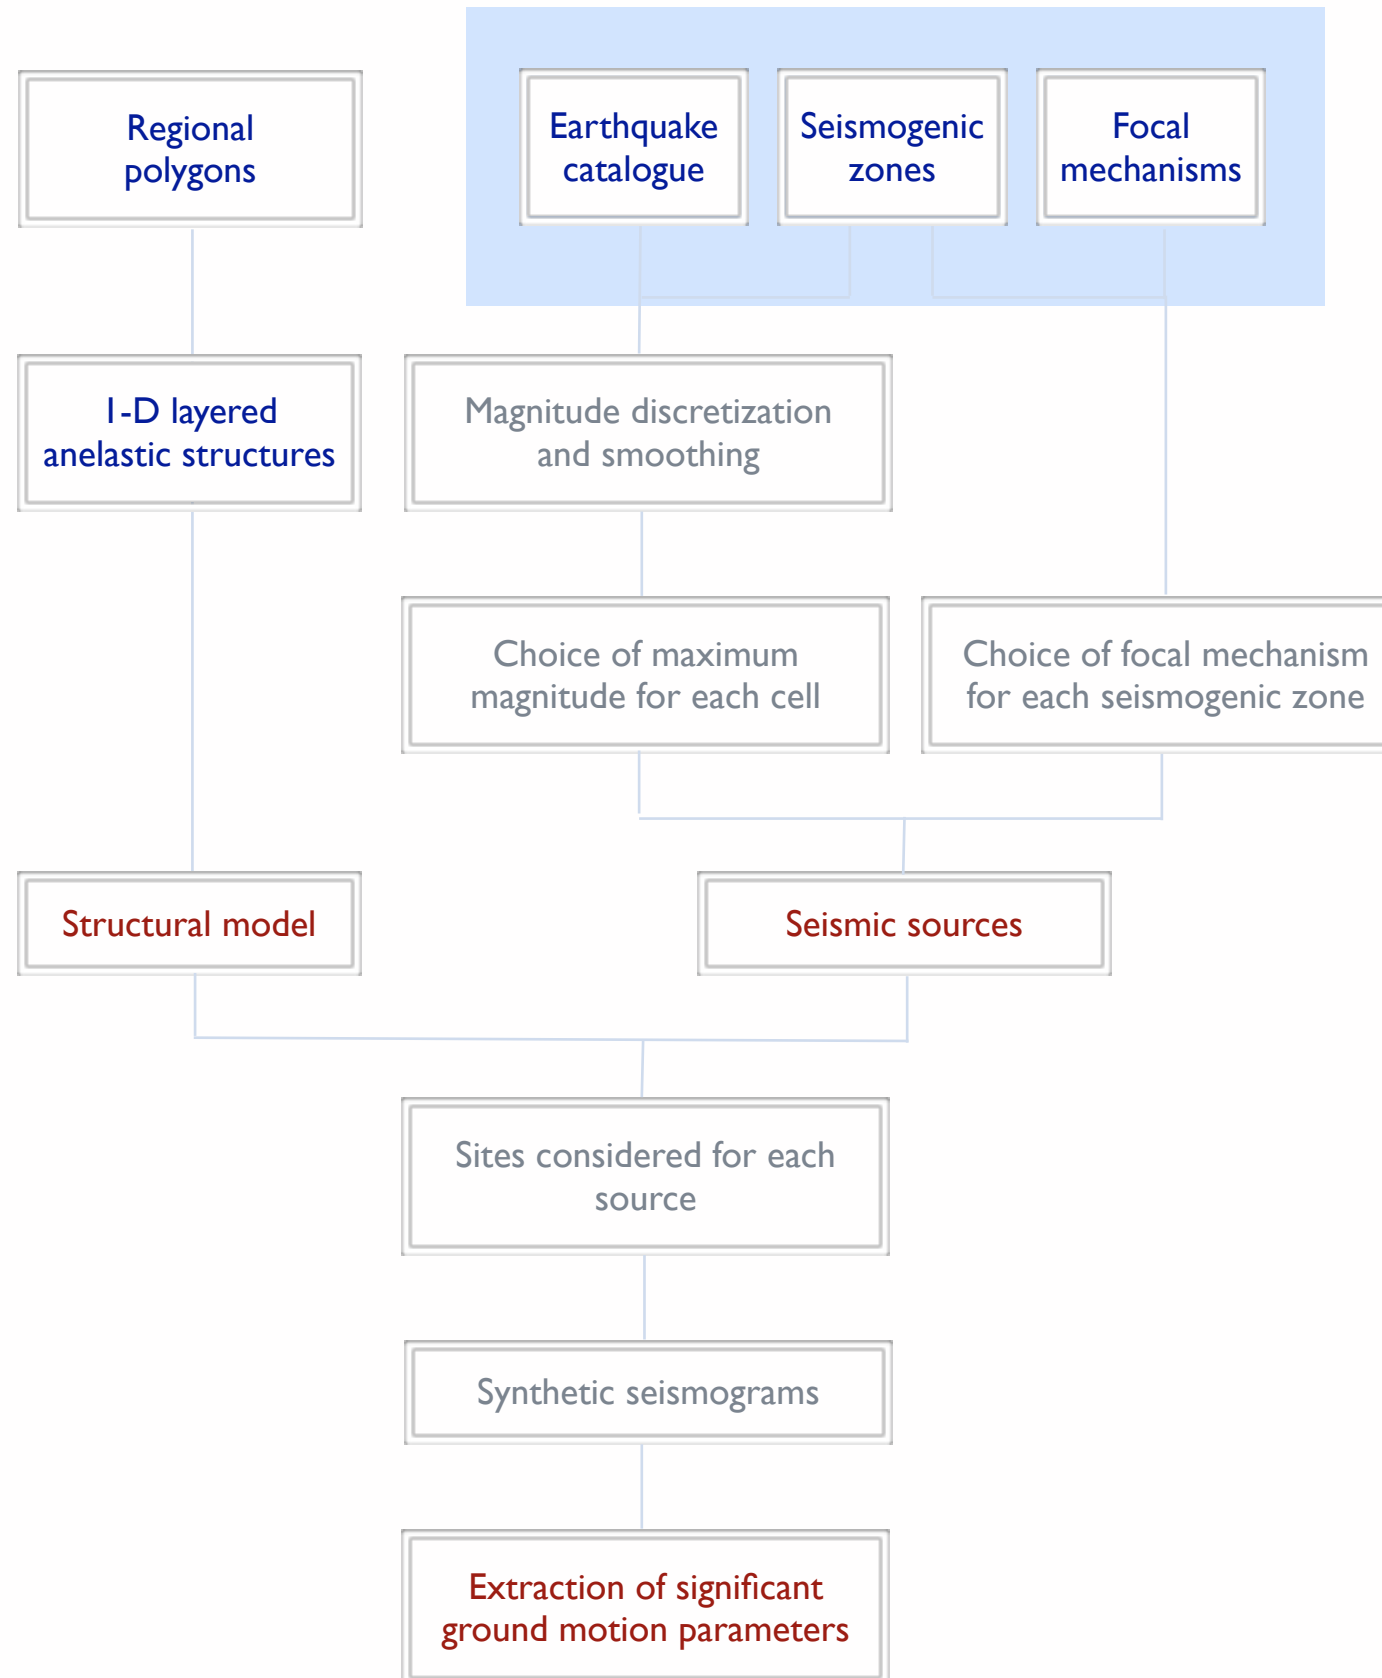 Regional
polygons
Earthquake
catalogue
Seismogenic
zones
Focal
mechanisms
1-D layered
anelastic structures
Magnitude discretization
and smoothing
Choice of maximum
magnitude for each cell
Choice of focal mechanism
for each seismogenic zone
Structural model
Seismic sources
Sites considered for each
source
Synthetic seismograms
Extraction of significant
ground motion parameters